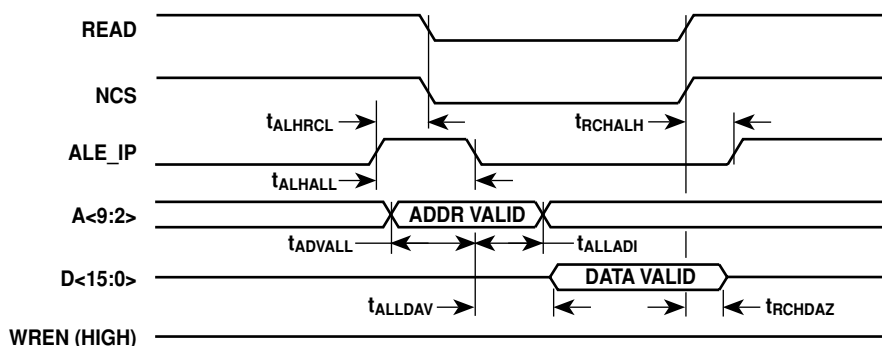 READ
NCS
tALHRCL
tRCHALH
ALE_IP
tALHALL
A<9:2>
ADDR VALID
tADVALL
tALLADI
D<15:0>
DATA VALID
tALLDAV
tRCHDAZ
WREN (HIGH)